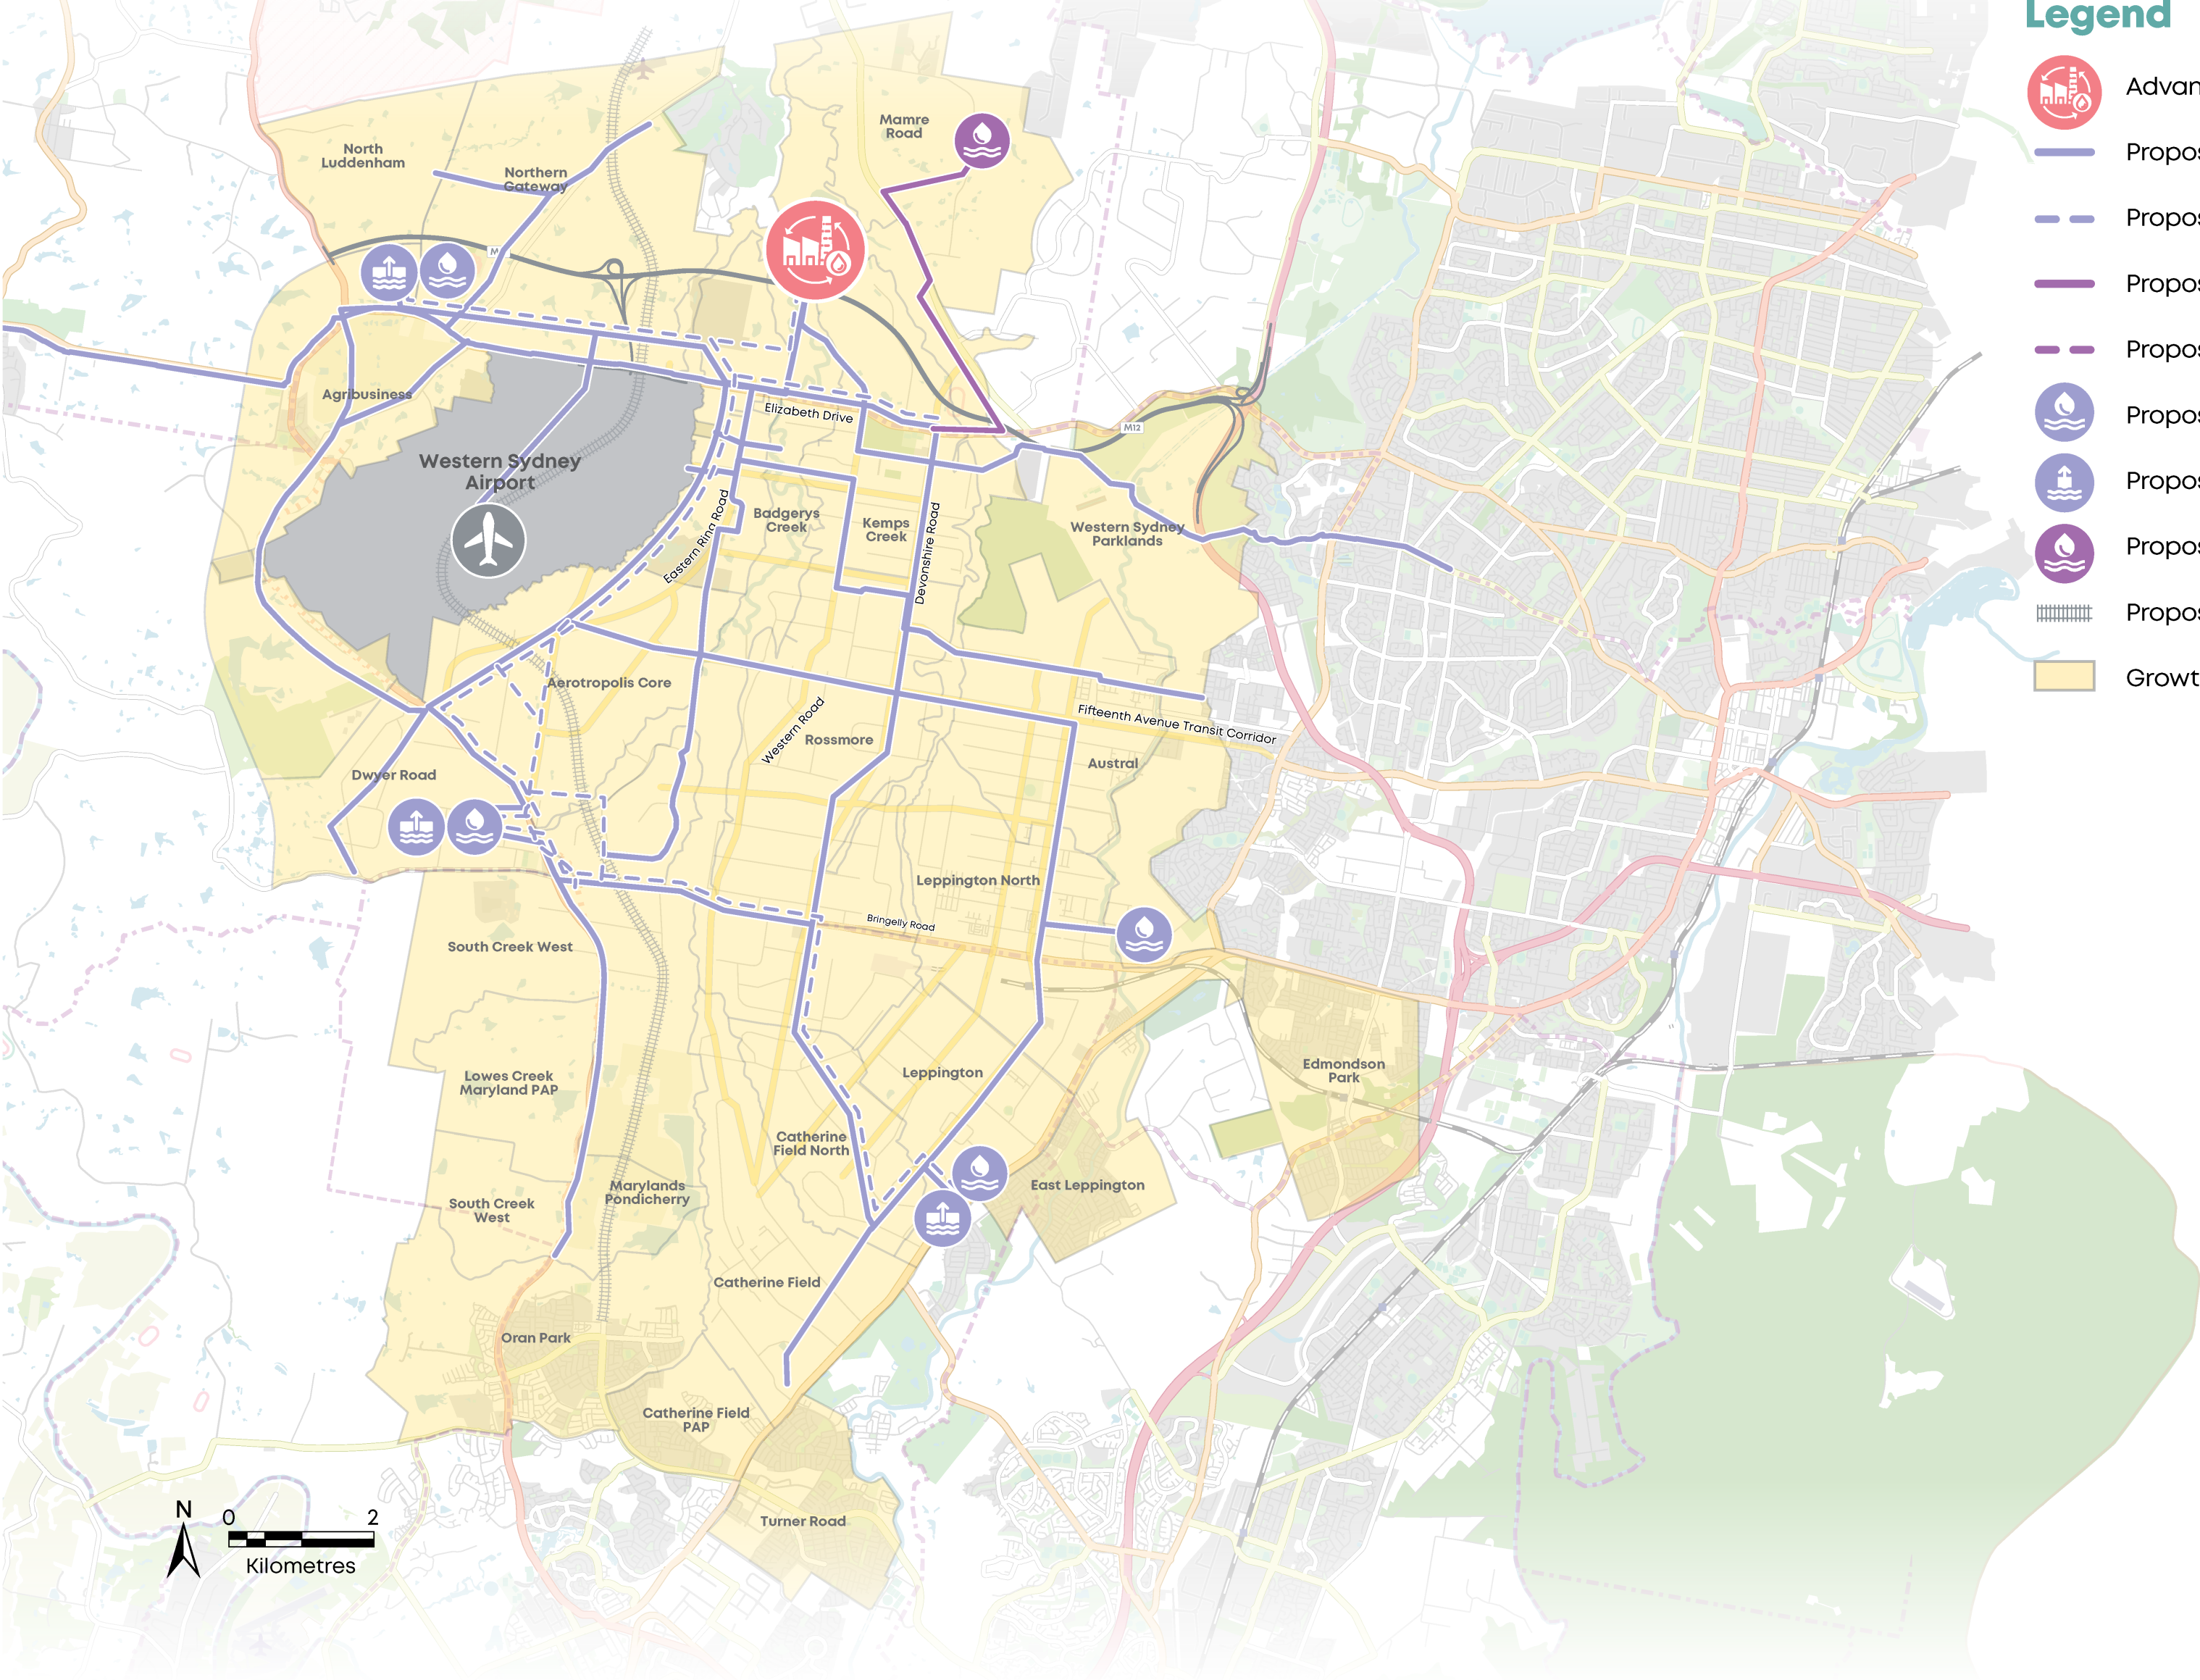 Legend
Advan
Propos
Propos
Propos
Propos
Propos
Propos
Propos
Propos
Growt
Mamre
Road
North
Luddenham
Northern
Gateway
M
Agribusiness
Elizabeth Drive
M12
Western Sydney
Airport
Eastern Ring Road
Badgerys
Creek
Kemps
Creek
Devonshire Road
Western Sydney
Parklands
Aerotropolis Core
Western Road
Rossmore
Fifteenth Avenue Transit Corridor
Austral
Dwyer Road
Leppington North
Bringelly Road
South Creek West
Lowes Creek
Maryland PAP
Leppington
Edmondson
Park
Catherine
Field North
East Leppington
South Creek
West
Marylands
Pondicherry
Catherine Field
Oran Park
Catherine Field
PAP
Turner Road
N
0 2
Kilometres